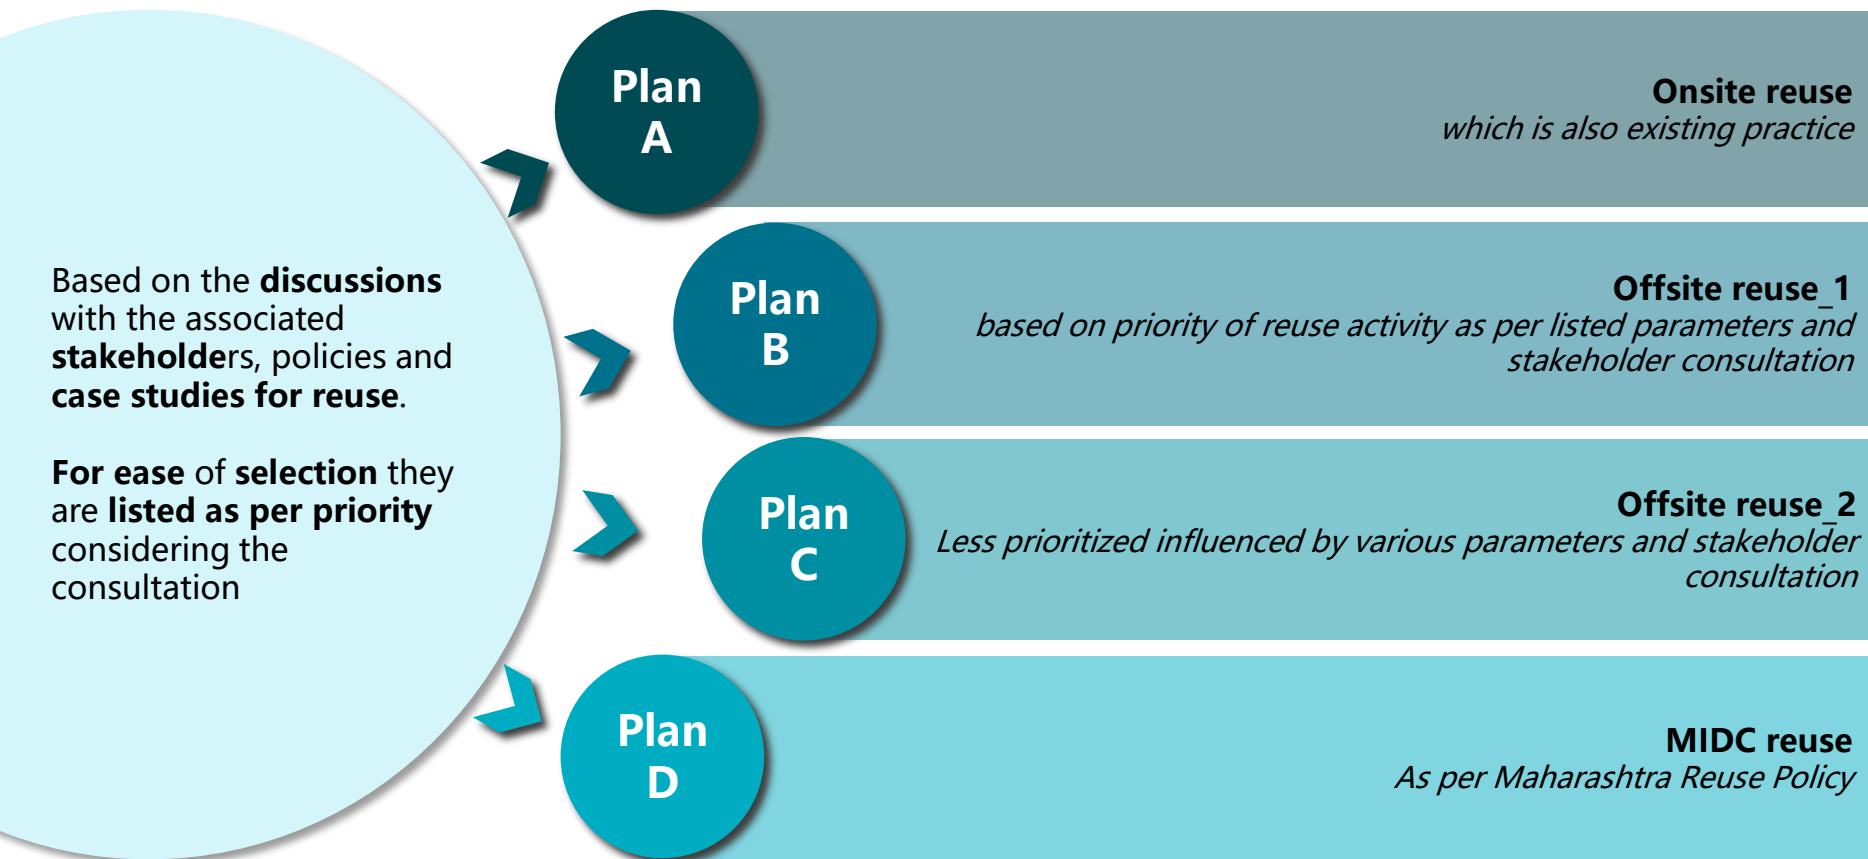 Based on the discussions
with the associated
stakeholders, policies and
case studies for reuse.
For ease of selection they
are listed as per priority
considering the
consultation
Plan
A
Onsite reuse
which is also existing practice
Plan
B
Offsite reuse_1
based on priority of reuse activity as per listed parameters and
stakeholder consultation
Plan
C
Offsite reuse_2
Less prioritized influenced by various parameters and stakeholder
consultation
Plan
D
MIDC reuse
As per Maharashtra Reuse Policy